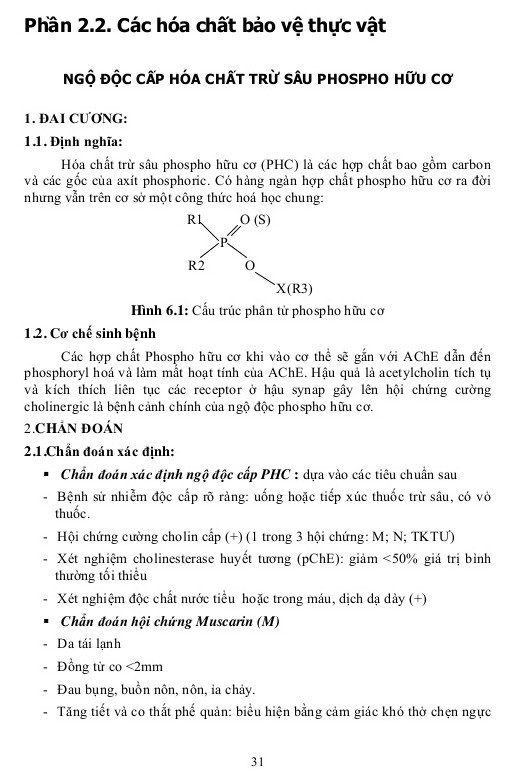 Phần 2.2. Các hóa chất bảo vệ thực vật
NGỘ ĐỘC CẤP HÓA CHẤT TRỪ SÂU PHOSPHO HỮU CƠ
1. ĐAI CƯƠNG:
1.1. Định nghĩa:
Hóa chất trừ sâu phospho hữu cơ (PHC) là các hợp chất bao gồm carbon
và các gốc của axít phosphoric. Có hàng ngàn hợp chất phospho hữu cơ ra đời
nhưng vẫn trên cơ sở một công thức hoá học chung:
R1 O (S)
P
R2 O
X(R3)
Hình 6.1: Cấu trúc phân tử phospho hữu cơ
1.2. Cơ chế sinh bệnh
Các hợp chất Phospho hữu cơ khi vào cơ thể sẽ gắn với AChE dẫn đến
phosphoryl hoá và làm mất hoạt tính của AChE. Hậu quả là acetylcholin tích tụ
và kích thích liên tục các receptor ở hậu synap gây lên hội chứng cường
cholinergic là bệnh cảnh chính của ngộ độc phospho hữu cơ.
2.CHẨN ĐOÁN
2.1.Chẩn đoán xác định:
▪ Chẩn đoán xác định ngộ độc cấp PHC : dựa vào các tiêu chuẩn sau
- Bệnh sử nhiễm độc cấp rõ ràng: uống hoặc tiếp xúc thuốc trừ sâu, có vỏ
thuốc.
- Hội chứng cường cholin cấp (+) (1 trong 3 hội chứng: M; N; TKTƯ)
- Xét nghiệm cholinesterase huyết tương (pChE): giảm <50% giá trị bình
thường tối thiểu
- Xét nghiệm độc chất nước tiểu hoặc trong máu, dịch dạ dày (+)
▪ Chẩn đoán hội chứng Muscarin (M)
- Da tái lạnh
- Đồng tử co <2mm
- Đau bụng, buồn nôn, nôn, ỉa chảy.
- Tăng tiết và co thắt phế quản: biểu hiện bằng cảm giác khó thở chẹn ngực
31